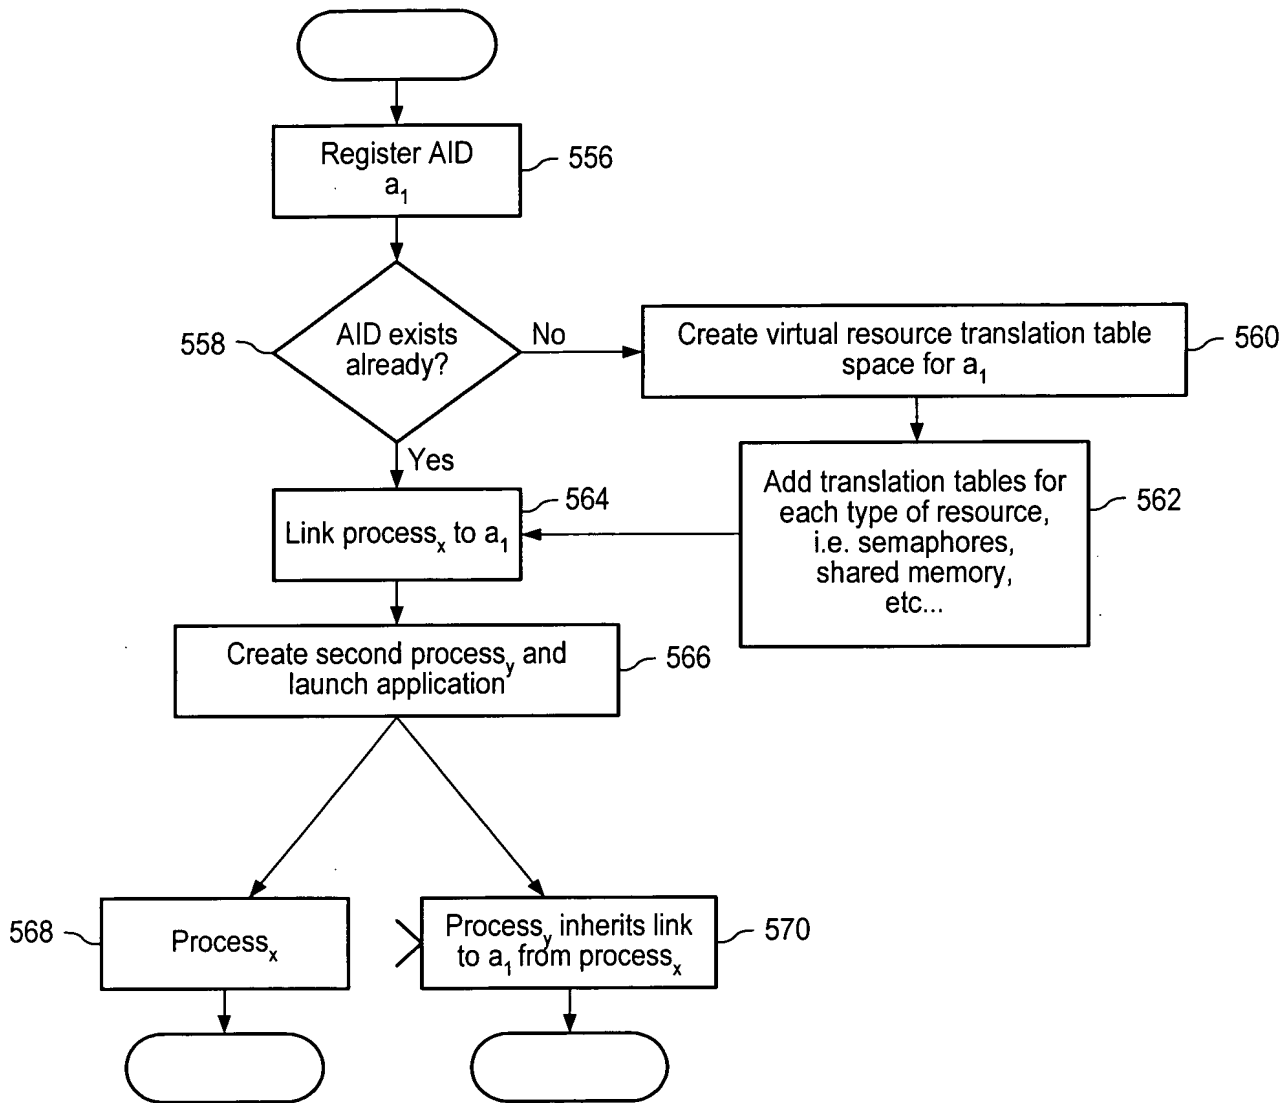 Register AID
a₁
556
AID exists
already?
558
No
Create virtual resource translation table
space for a₁
560
Yes
Add translation tables for
each type of resource,
i.e. semaphores,
shared memory,
etc...
562
Link processₓ to a₁
564
Create second process_y and
launch application
566
568
Processₓ
Process_y inherits link
to a₁ from processₓ
570